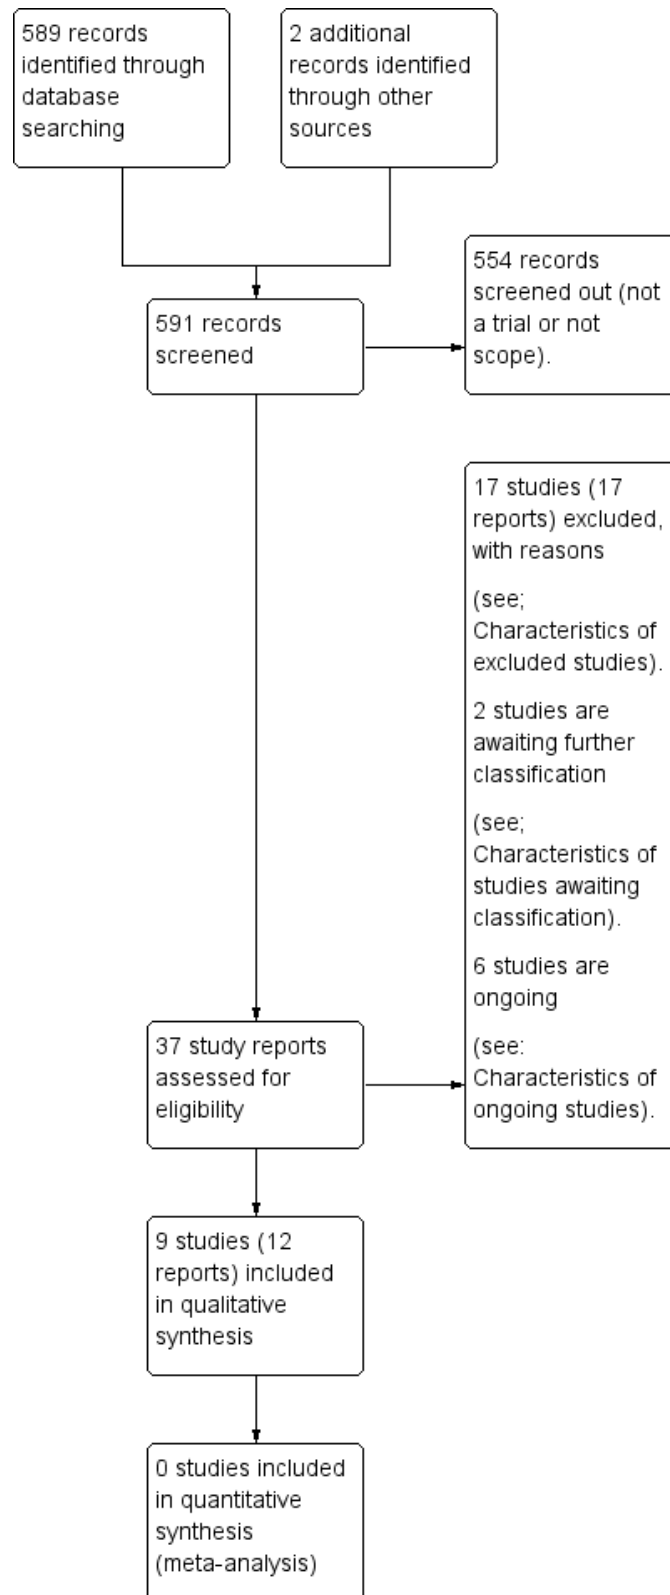 589 records
identified through
database
searching
2 additional
records identified
through other
sources
554 records
screened out (not
a trial or not
scope).
591 records
screened
17 studies (17
reports) excluded,
with reasons
(see;
Characteristics of
excluded studies).
2 studies are
awaiting further
classification
(see;
Characteristics of
studies awaiting
classification).
6 studies are
ongoing
(see:
Characteristics of
ongoing studies).
37 study reports
assessed for
eligibility
9 studies (12
reports) included
in qualitative
synthesis
0 studies included
in quantitative
synthesis
(meta-analysis)